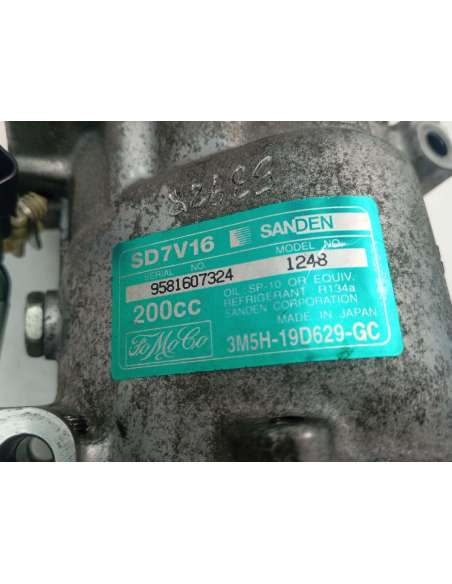 SD7V16 SANDEN
SERIAL NO. MODEL NO.
9581607324 1248
200CC OIL : SP-10 OR EQUIV.
REFRIGERANT R134a
SANDEN CORPORATION
MADE IN JAPAN
FoMoCo 3M5H-19D629-GC